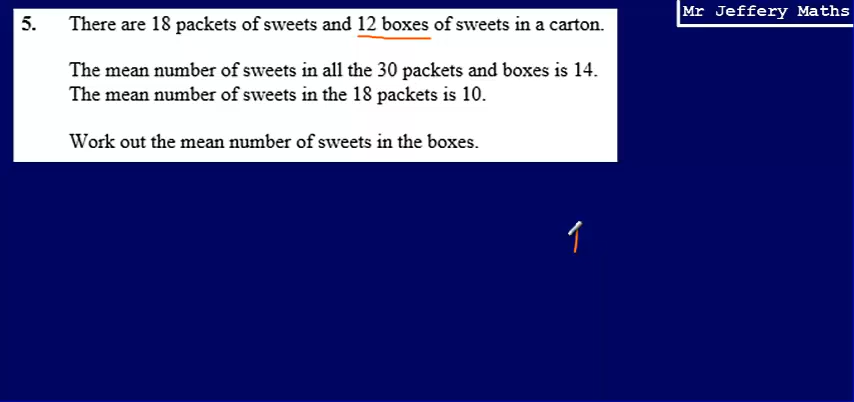 Mr Jeffery Maths
5. There are 18 packets of sweets and 12 boxes of sweets in a carton.
The mean number of sweets in all the 30 packets and boxes is 14.
The mean number of sweets in the 18 packets is 10.
Work out the mean number of sweets in the boxes.
1